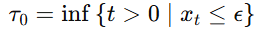 τ₀ = inf {t > 0 | xₜ ≤ ϵ}